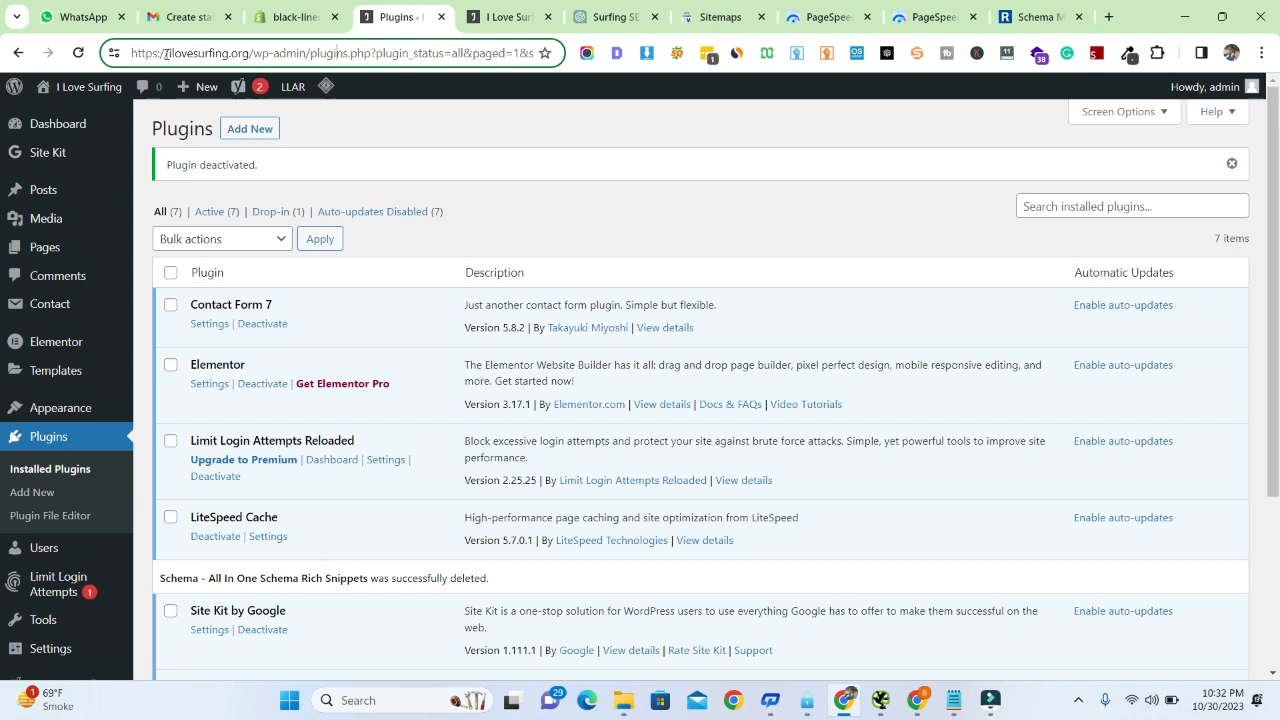 WhatsApp
Create sta
black-liner
Plugins ‹ I
I Love Surf
Surfing SE
Sitemaps
PageSpee
PageSpee
Schema M
https://ilovesurfing.org/wp-admin/plugins.php?plugin_status=all&paged=1&s
I Love Surfing
0
New
2
LLAR
Howdy, admin
Dashboard
Site Kit
Posts
Media
Pages
Comments
Contact
Elementor
Templates
Appearance
Plugins
Installed Plugins
Add New
Plugin File Editor
Users
Limit Login
Attempts 1
Tools
Settings
Plugins
Add New
Screen Options
Help
Plugin deactivated.
All (7) | Active (7) | Drop-in (1) | Auto-updates Disabled (7)
Search installed plugins...
Bulk actions
Apply
7 items
Plugin
Description
Automatic Updates
Contact Form 7
Settings | Deactivate
Just another contact form plugin. Simple but flexible.
Version 5.8.2 | By Takayuki Miyoshi | View details
Enable auto-updates
Elementor
Settings | Deactivate | Get Elementor Pro
The Elementor Website Builder has it all: drag and drop page builder, pixel perfect design, mobile responsive editing, and
more. Get started now!
Version 3.17.1 | By Elementor.com | View details | Docs & FAQs | Video Tutorials
Enable auto-updates
Limit Login Attempts Reloaded
Upgrade to Premium | Dashboard | Settings |
Deactivate
Block excessive login attempts and protect your site against brute force attacks. Simple, yet powerful tools to improve site
performance.
Version 2.25.25 | By Limit Login Attempts Reloaded | View details
Enable auto-updates
LiteSpeed Cache
Deactivate | Settings
High-performance page caching and site optimization from LiteSpeed
Version 5.7.0.1 | By LiteSpeed Technologies | View details
Enable auto-updates
Schema - All In One Schema Rich Snippets was successfully deleted.
Site Kit by Google
Settings | Deactivate
Site Kit is a one-stop solution for WordPress users to use everything Google has to offer to make them successful on the
web.
Version 1.111.1 | By Google | View details | Rate Site Kit | Support
Enable auto-updates
1
69°F
Smoke
Search
29
8
10:32 PM
10/30/2023